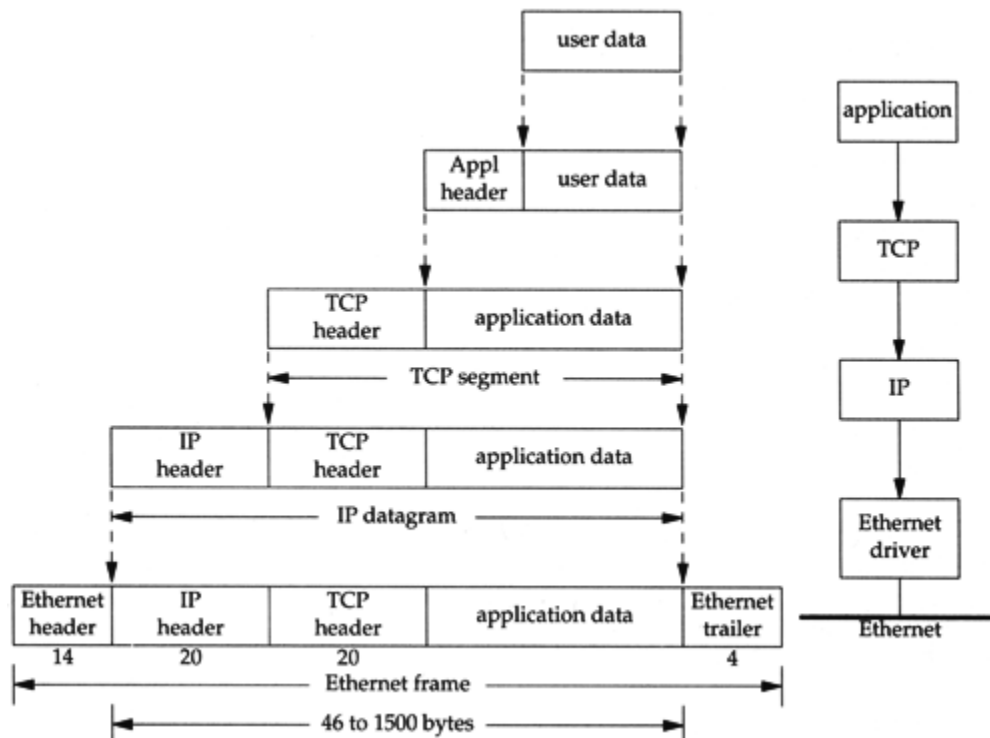 user data
application
Appl
header
user data
TCP
TCP
header
application data
TCP segment
IP
IP
header
TCP
header
application data
IP datagram
Ethernet
driver
Ethernet
header
IP
header
TCP
header
application data
Ethernet
trailer
Ethernet
14
20
20
4
Ethernet frame
46 to 1500 bytes